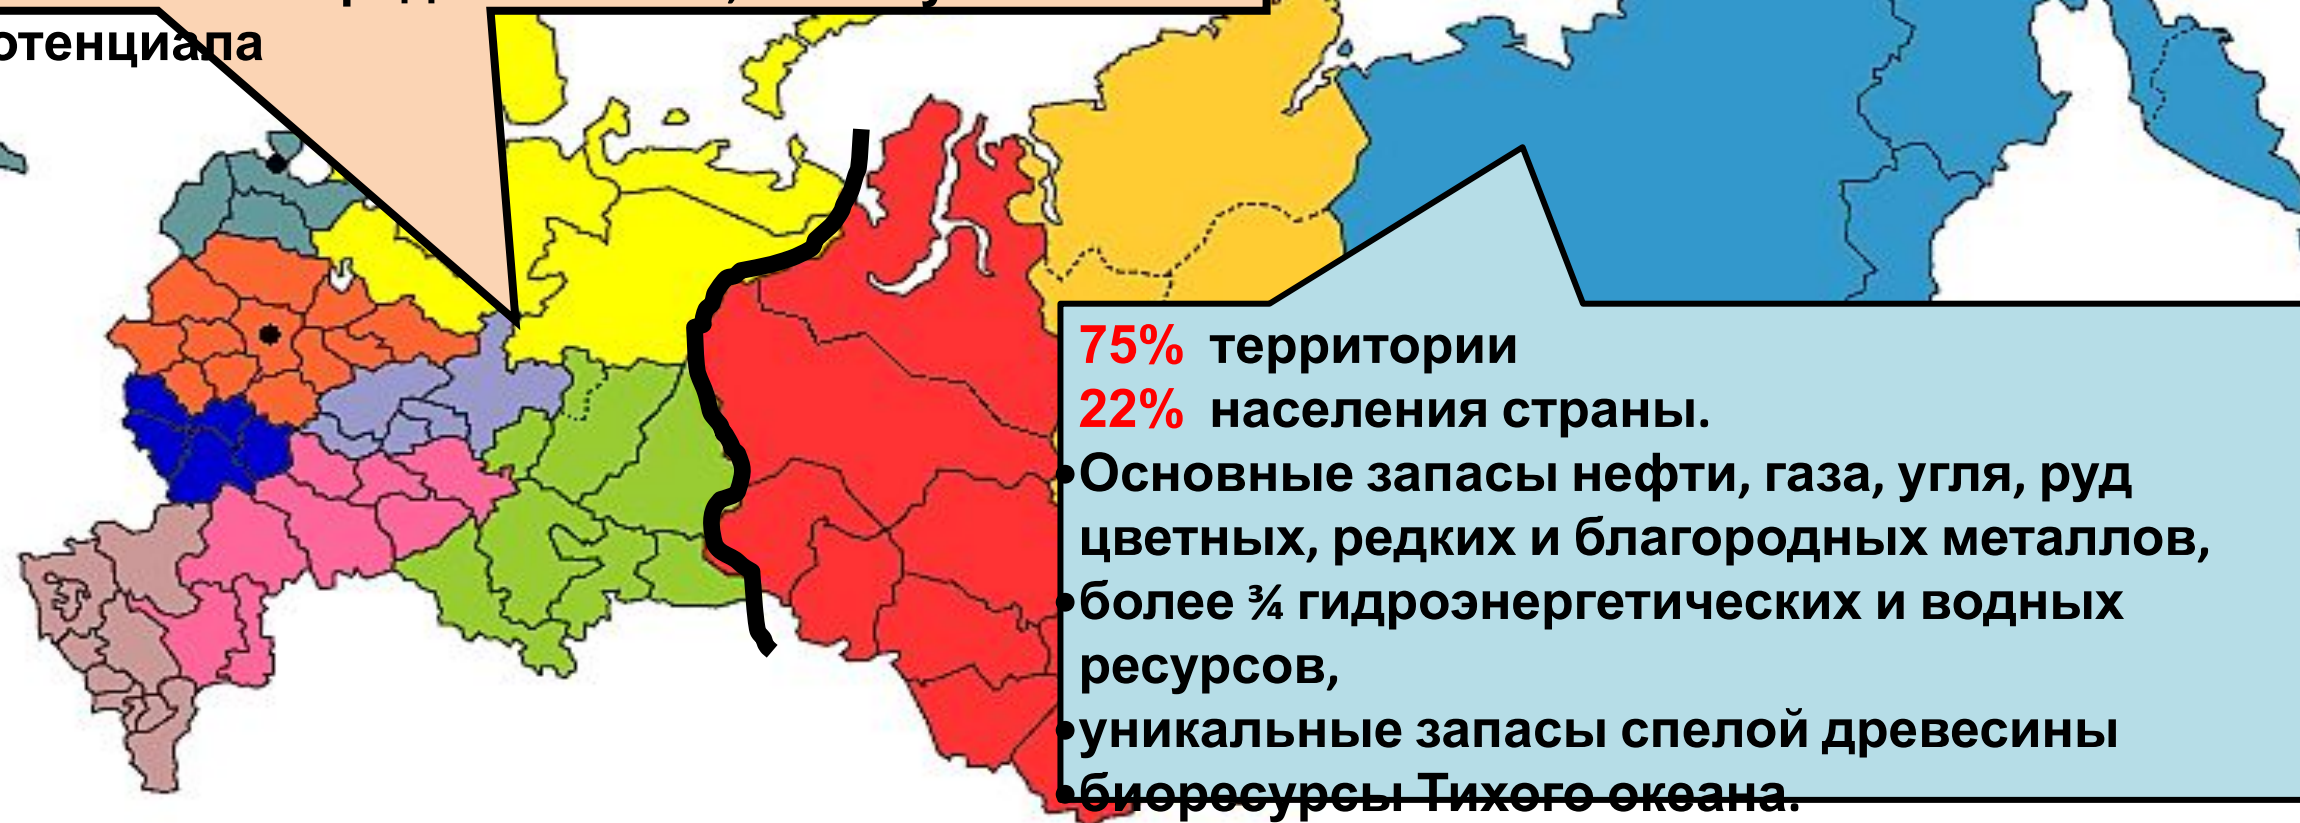 отенциала
75% территории
22% населения страны.
•Основные запасы нефти, газа, угля, руд
цветных, редких и благородных металлов,
•более ¾ гидроэнергетических и водных
ресурсов,
•уникальные запасы спелой древесины
•биоресурсы Тихого океана.